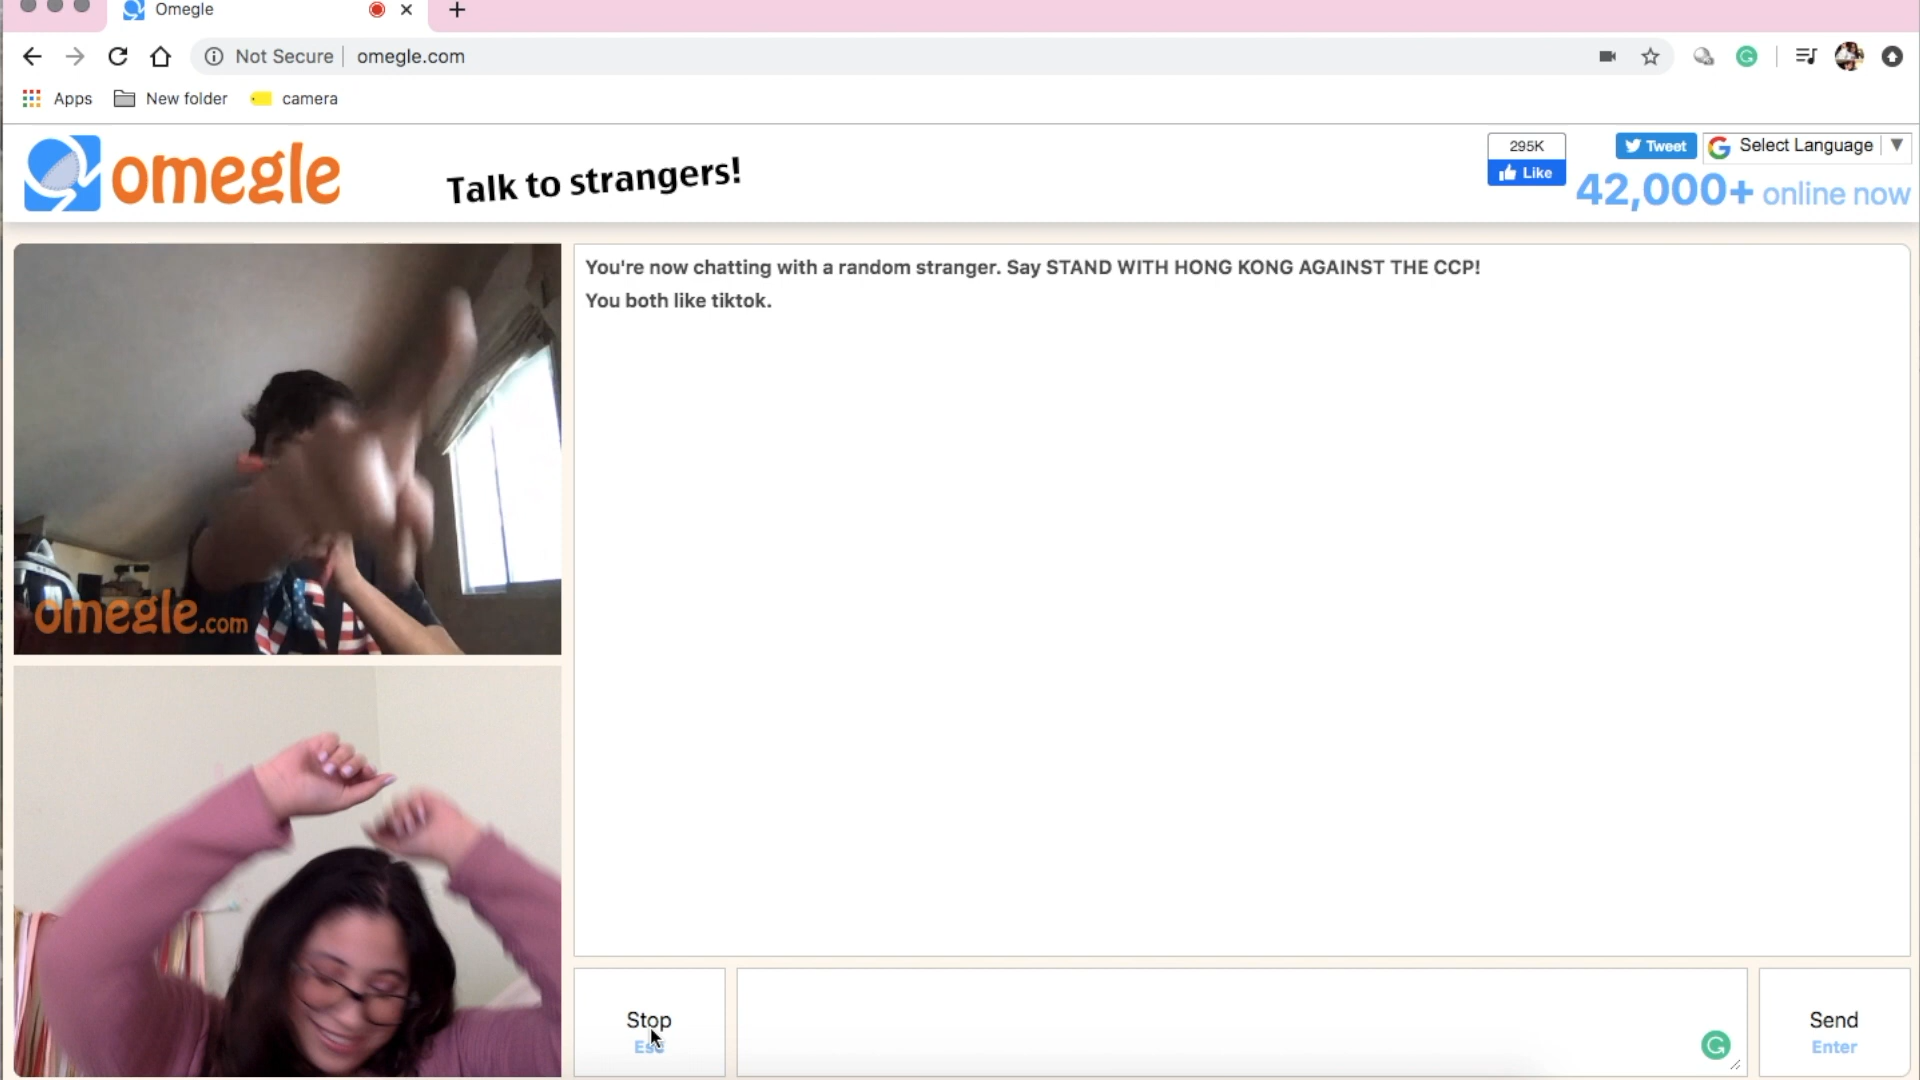 Omegle
Not Secure
omegle.com
Apps
New folder
camera
omegle
Talk to strangers!
295K
Like
Tweet
Select Language
42,000+ online now
You're now chatting with a random stranger. Say STAND WITH HONG KONG AGAINST THE CCP!
You both like tiktok.
omegle.com
Stop
Esc
Send
Enter